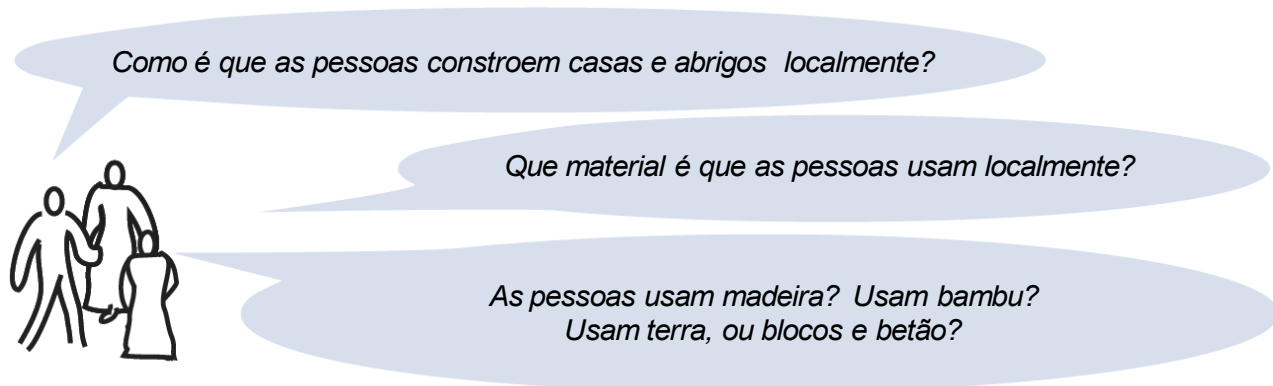 Como é que as pessoas constroem casas e abrigos localmente?
Que material é que as pessoas usam localmente?
As pessoas usam madeira? Usam bambu?
Usam terra, ou blocos e betão?